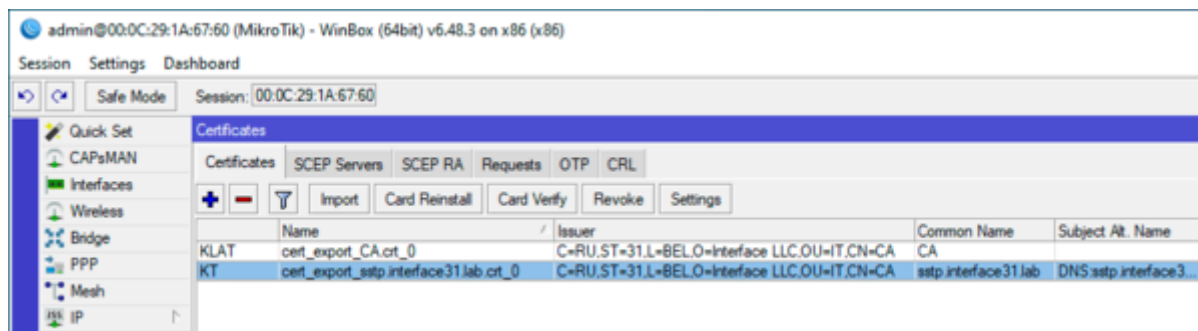 admin@00:0C:29:1A:67:60 (MikroTik) - WinBox (64bit) v6.48.3 on x86 (x86)
Session Settings Dashboard
Safe Mode Session: 00:0C:29:1A:67:60
Quick Set
CAPsMAN
Interfaces
Wireless
Bridge
PPP
Mesh
IP
Certificates
Certificates SCEP Servers SCEP RA Requests OTP CRL
Import Card Reinstall Card Verify Revoke Settings
Name Issuer Common Name Subject Alt. Name
KLAT cert_export_CA.crt_0 C=RU,ST=31,L=BEL,O=Interface LLC,OU=IT,CN=CA CA
KT cert_export_sstp.interface31.lab.crt_0 C=RU,ST=31,L=BEL,O=Interface LLC,OU=IT,CN=CA sstp.interface31.lab DNS:sstp.interface3...